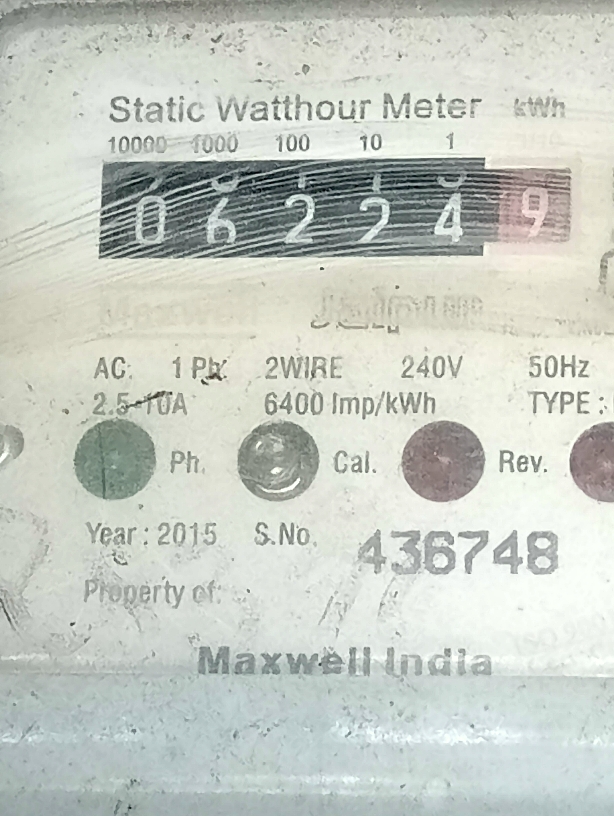 Static Watthour Meter kWh
10000 1000 100 10 1
0 6 2 2 4 9
AC. 1 Ph. 2WIRE 240V 50Hz
2.5-10A 6400 Imp/kWh TYPE :
Ph. Cal. Rev.
Year : 2015 S.No. 436748
Property of:
Maxwell India